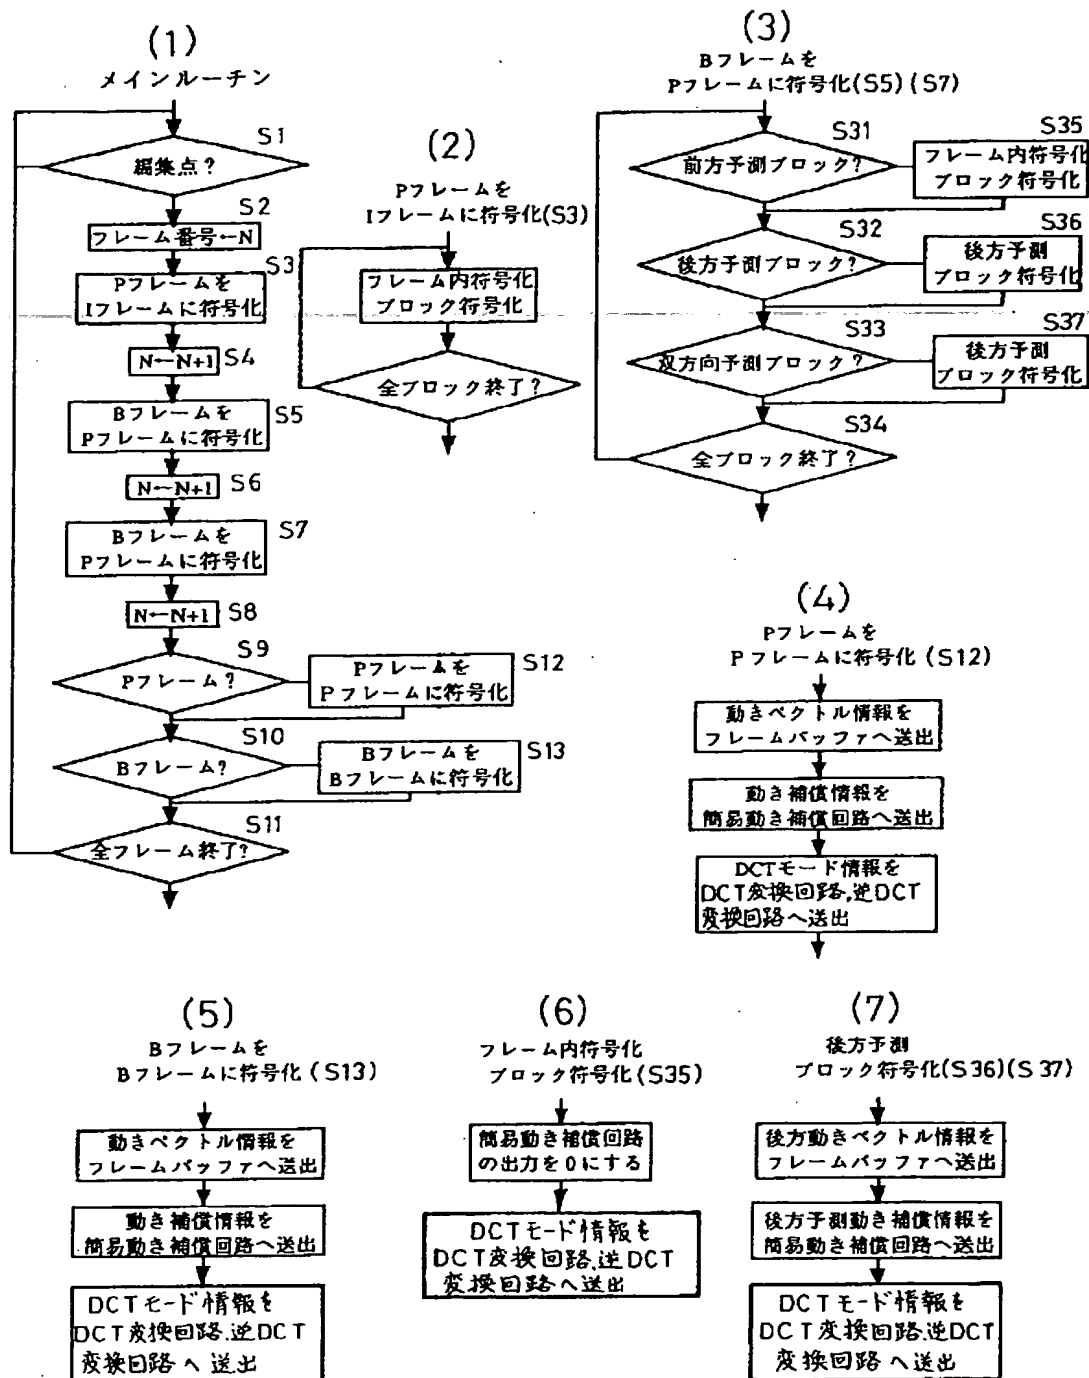 (1)
メインルーチン
S1
編集点?
S2
フレーム番号←N
S3
Pフレームを
Iフレームに符号化
N←N+1 S4
Bフレームを
Pフレームに符号化
S5
N←N+1 S6
Bフレームを
Pフレームに符号化
S7
N←N+1 S8
S9
Pフレーム?
Pフレームを
Pフレームに符号化
S12
S10
Bフレーム?
Bフレームを
Bフレームに符号化
S13
S11
全フレーム終了?
(2)
Pフレームを
Iフレームに符号化(S3)
フレーム内符号化
ブロック符号化
全ブロック終了?
(3)
Bフレームを
Pフレームに符号化(S5)(S7)
S31
前方予測ブロック?
S35
フレーム内符号化
ブロック符号化
S32
後方予測ブロック?
S36
後方予測
ブロック符号化
S33
双方向予測ブロック?
S37
後方予測
ブロック符号化
S34
全ブロック終了?
(4)
Pフレームを
Pフレームに符号化(S12)
動きベクトル情報を
フレームバッファへ送出
動き補償情報を
簡易動き補償回路へ送出
DCTモード情報を
DCT変換回路,逆DCT
変換回路へ送出
(5)
Bフレームを
Bフレームに符号化(S13)
動きベクトル情報を
フレームバッファへ送出
動き補償情報を
簡易動き補償回路へ送出
DCTモード情報を
DCT変換回路,逆DCT
変換回路へ送出
(6)
フレーム内符号化
ブロック符号化(S35)
簡易動き補償回路
の出力を0にする
DCTモード情報を
DCT変換回路,逆DCT
変換回路へ送出
(7)
後方予測
ブロック符号化(S36)(S37)
後方動きベクトル情報を
フレームバッファへ送出
後方予測動き補償情報を
簡易動き補償回路へ送出
DCTモード情報を
DCT変換回路,逆DCT
変換回路へ送出